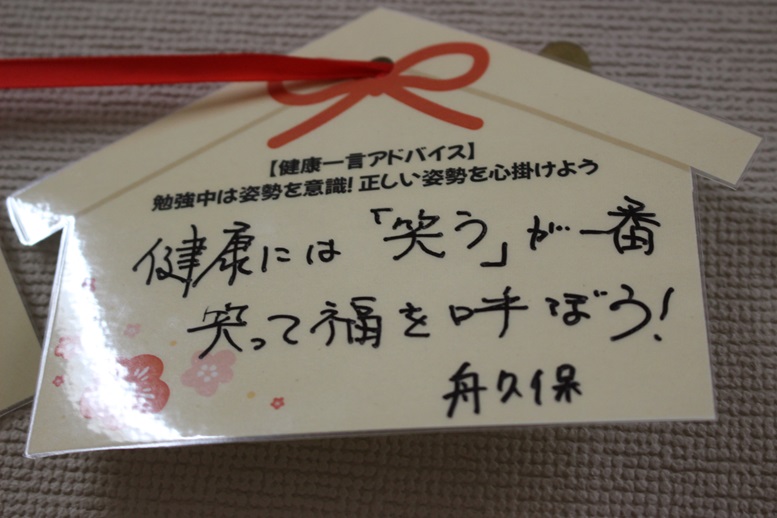 【健康一言アドバイス】
勉強中は姿勢を意識!正しい姿勢を心掛けよう
健康には「笑う」が一番
笑って福を呼ぼう!
舟久保